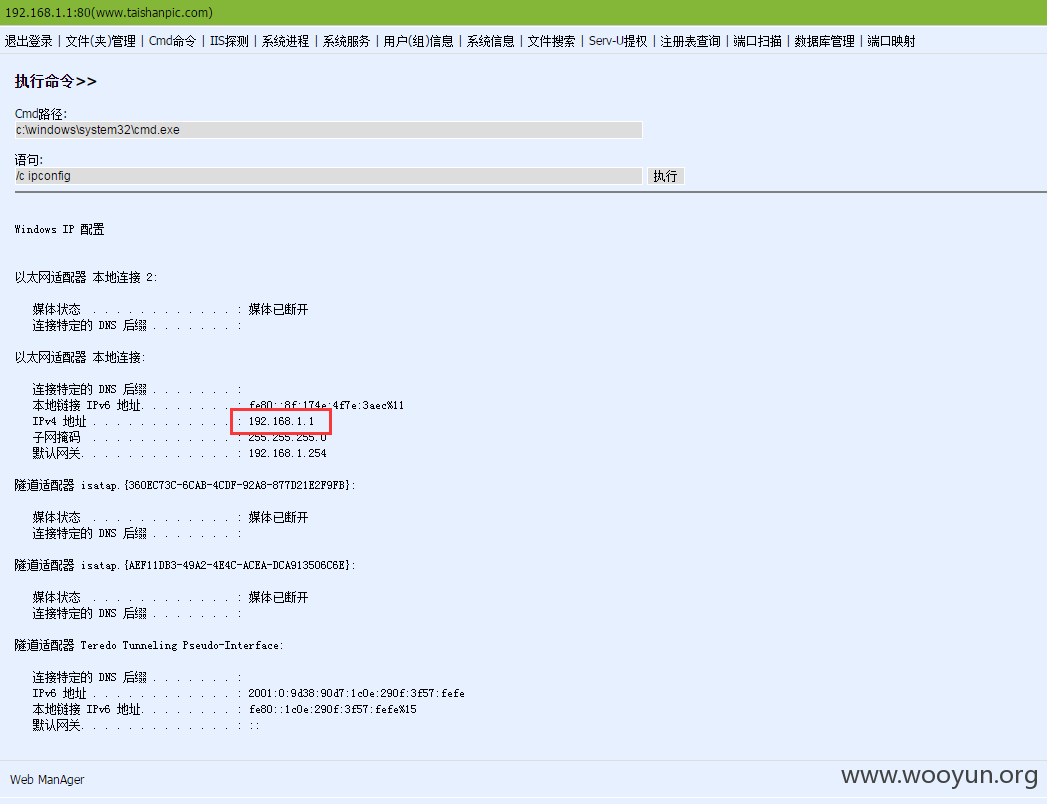 192.168.1.1:80(www.taishanpic.com)
退出登录 | 文件(夹)管理 | Cmd命令 | IIS探测 | 系统进程 | 系统服务 | 用户(组)信息 | 系统信息 | 文件搜索 | Serv-U提权 | 注册表查询 | 端口扫描 | 数据库管理 | 端口映射
执行命令>>
Cmd路径:
c:\windows\system32\cmd.exe
语句:
/c ipconfig 执行
Windows IP 配置
以太网适配器 本地连接 2:
媒体状态 . . . . . . . . . . . . : 媒体已断开
连接特定的 DNS 后缀 . . . . . . . :
以太网适配器 本地连接:
连接特定的 DNS 后缀 . . . . . . . :
本地链接 IPv6 地址. . . . . . . . : fe80::8f:174e:4f7e:3aec%11
IPv4 地址 . . . . . . . . . . . . : 192.168.1.1
子网掩码 . . . . . . . . . . . . : 255.255.255.0
默认网关. . . . . . . . . . . . . : 192.168.1.254
隧道适配器 isatap.{360EC73C-6CAB-4CDF-92A8-877D21E2F9FB}:
媒体状态 . . . . . . . . . . . . : 媒体已断开
连接特定的 DNS 后缀 . . . . . . . :
隧道适配器 isatap.{AEF11DB3-49A2-4E4C-ACEA-DCA913506C6E}:
媒体状态 . . . . . . . . . . . . : 媒体已断开
连接特定的 DNS 后缀 . . . . . . . :
隧道适配器 Teredo Tunneling Pseudo-Interface:
连接特定的 DNS 后缀 . . . . . . . :
IPv6 地址 . . . . . . . . . . . . : 2001:0:9d38:90d7:1c0e:290f:3f57:fefe
本地链接 IPv6 地址. . . . . . . . : fe80::1c0e:290f:3f57:fefe%15
默认网关. . . . . . . . . . . . . : ::
Web ManAger
www.wooyun.org